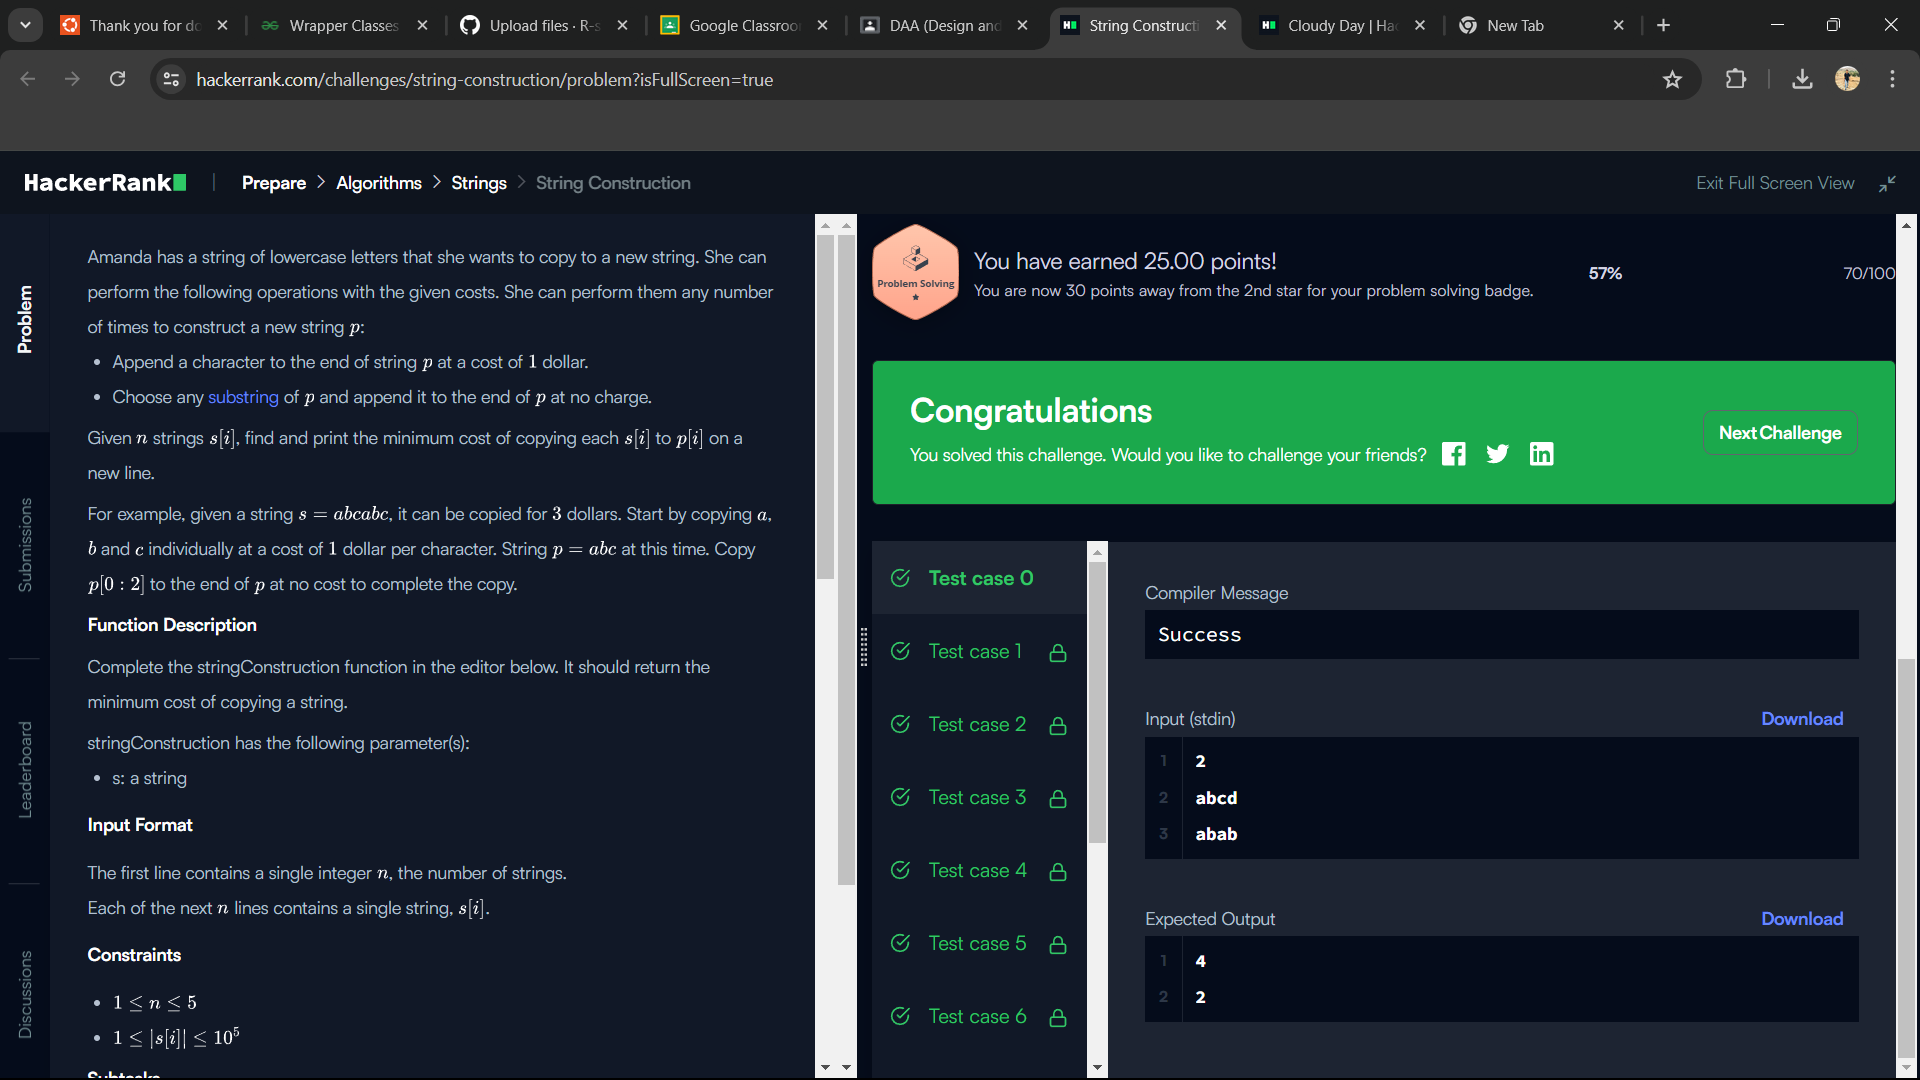 Thank you for do
Wrapper Classes
Upload files · R-s
Google Classroo
DAA (Design and
String Constructi
Cloudy Day | Hac
New Tab
hackerrank.com/challenges/string-construction/problem?isFullScreen=true
HackerRank
Prepare > Algorithms > Strings > String Construction
Exit Full Screen View
Problem
Submissions
Leaderboard
Discussions
Amanda has a string of lowercase letters that she wants to copy to a new string. She can
perform the following operations with the given costs. She can perform them any number
of times to construct a new string p:
• Append a character to the end of string p at a cost of 1 dollar.
• Choose any substring of p and append it to the end of p at no charge.
Given n strings s[i], find and print the minimum cost of copying each s[i] to p[i] on a
new line.
For example, given a string s = abcabc, it can be copied for 3 dollars. Start by copying a,
b and c individually at a cost of 1 dollar per character. String p = abc at this time. Copy
p[0 : 2] to the end of p at no cost to complete the copy.
Function Description
Complete the stringConstruction function in the editor below. It should return the
minimum cost of copying a string.
stringConstruction has the following parameter(s):
• s: a string
Input Format
The first line contains a single integer n, the number of strings.
Each of the next n lines contains a single string, s[i].
Constraints
• 1 ≤ n ≤ 5
• 1 ≤ |s[i]| ≤ 10⁵
Subtasks
Problem Solving
You have earned 25.00 points!
You are now 30 points away from the 2nd star for your problem solving badge.
57%
70/100
Congratulations
You solved this challenge. Would you like to challenge your friends?
Next Challenge
Test case 0
Test case 1
Test case 2
Test case 3
Test case 4
Test case 5
Test case 6
Compiler Message
Success
Input (stdin)
Download
1 2
2 abcd
3 abab
Expected Output
Download
1 4
2 2